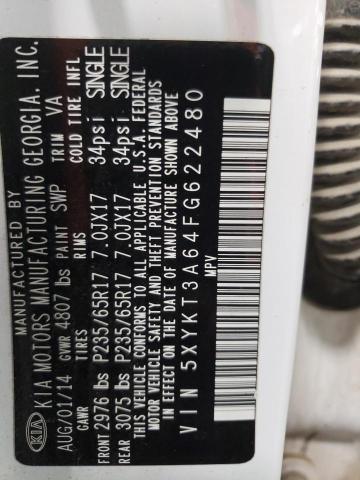 MANUFACTURED BY
KIA KIA MOTORS MANUFACTURING GEORGIA, INC.
AUG/01/14 GVWR 4807 lbs PAINT SWP TRIM VA
GAWR TIRES RIMS COLD TIRE INFL
FRONT 2976 lbs P235/65R17 7.0JX17 34psi SINGLE
REAR 3075 lbs P235/65R17 7.0JX17 34psi SINGLE
THIS VEHICLE CONFORMS TO ALL APPLICABLE U.S.A. FEDERAL
MOTOR VEHICLE SAFETY AND THEFT PREVENTION STANDARDS
IN EFFECT ON THE DATE OF MANUFACTURE SHOWN ABOVE
VIN 5XYKT3A64FG622480
MPV